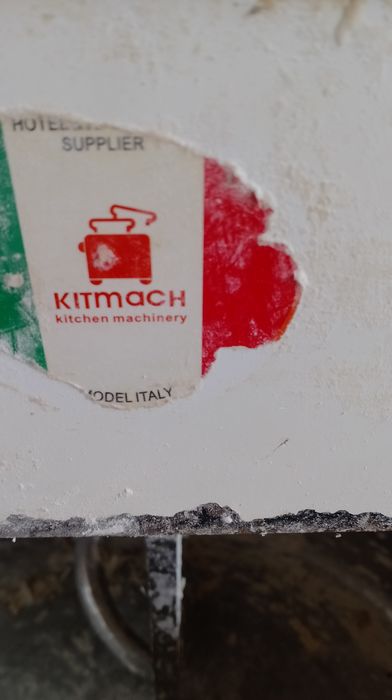 SUPPLIER
KITMACH
kitchen machinery
MODEL ITALY